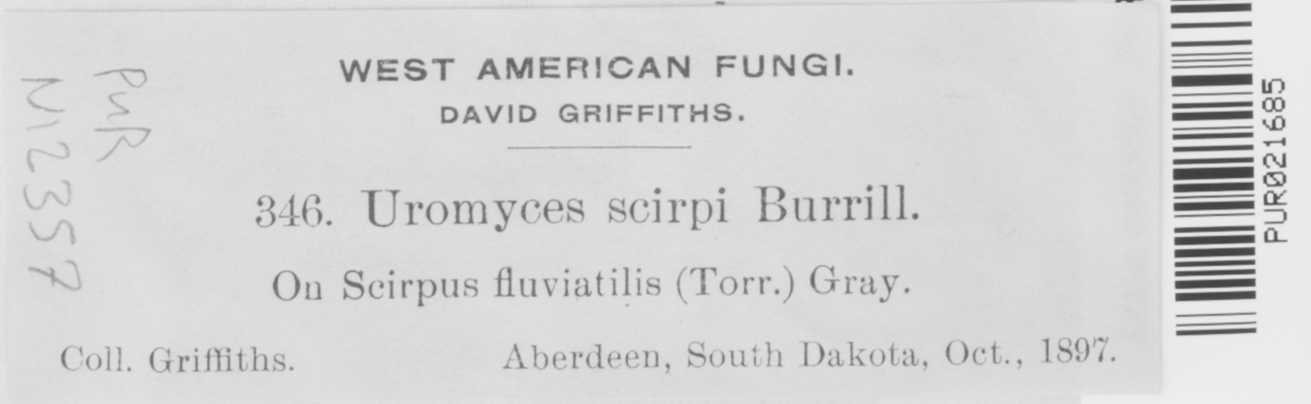 WEST AMERICAN FUNGI.
DAVID GRIFFITHS.
346. Uromyces scirpi Burrill.
On Scirpus fluviatilis (Torr.) Gray.
Coll. Griffiths. Aberdeen, South Dakota, Oct., 1897.
PUR
N12357
PUR021685